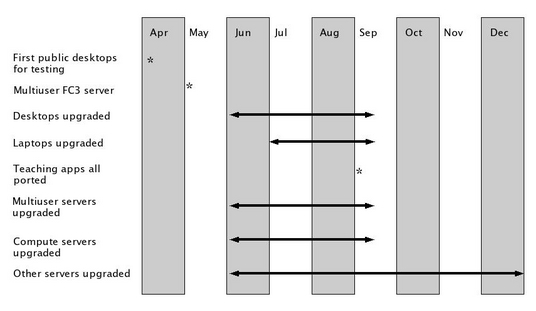 Apr May Jun Jul Aug Sep Oct Nov Dec
First public desktops
for testing
*
Multiuser FC3 server
*
Desktops upgraded
Laptops upgraded
Teaching apps all
ported
*
Multiuser servers
upgraded
Compute servers
upgraded
Other servers upgraded